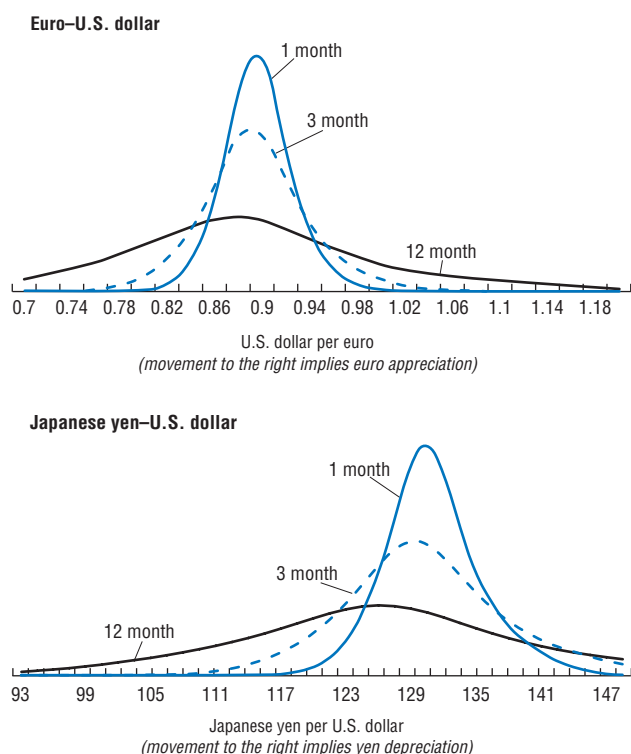 Euro–U.S. dollar
1 month
3 month
12 month
0.7 0.74 0.78 0.82 0.86 0.9 0.94 0.98 1.02 1.06 1.1 1.14 1.18
U.S. dollar per euro
(movement to the right implies euro appreciation)
Japanese yen–U.S. dollar
1 month
3 month
12 month
93 99 105 111 117 123 129 135 141 147
Japanese yen per U.S. dollar
(movement to the right implies yen depreciation)